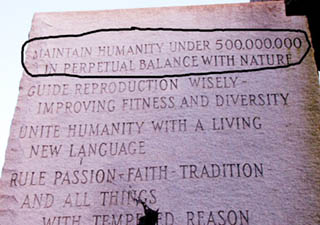 MAINTAIN HUMANITY UNDER 500,000,000
IN PERPETUAL BALANCE WITH NATURE
GUIDE REPRODUCTION WISELY-
IMPROVING FITNESS AND DIVERSITY
UNITE HUMANITY WITH A LIVING
NEW LANGUAGE
RULE PASSION-FAITH-TRADITION-
AND ALL THINGS
WITH TEMPERED REASON